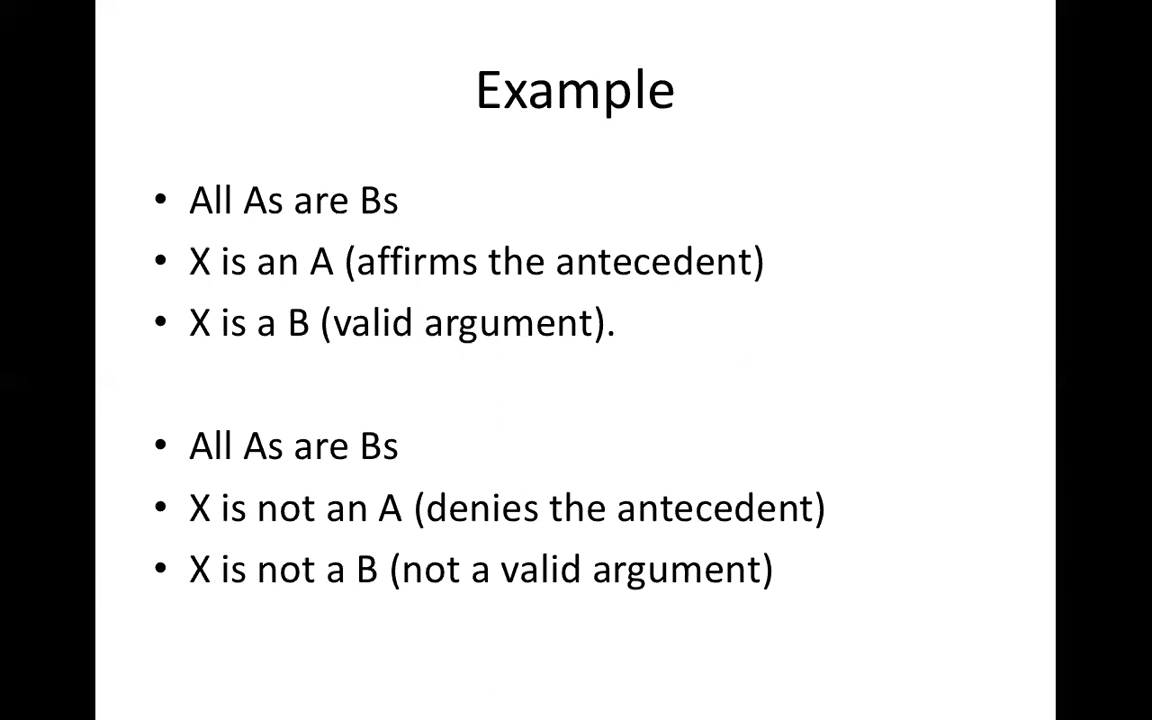 Example
• All As are Bs
• X is an A (affirms the antecedent)
• X is a B (valid argument).
• All As are Bs
• X is not an A (denies the antecedent)
• X is not a B (not a valid argument)